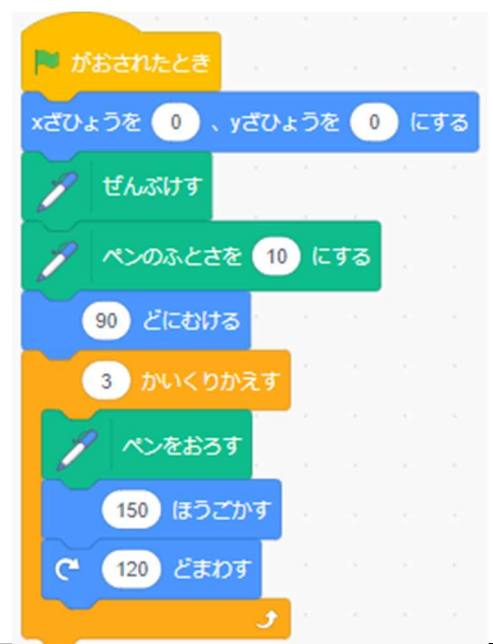 がおされたとき
xざひょうを 0 、yざひょうを 0 にする
ぜんぶけす
ペンのふとさを 10 にする
90 どにむける
3 かいくりかえす
ペンをおろす
150 ほうごかす
120 どまわす